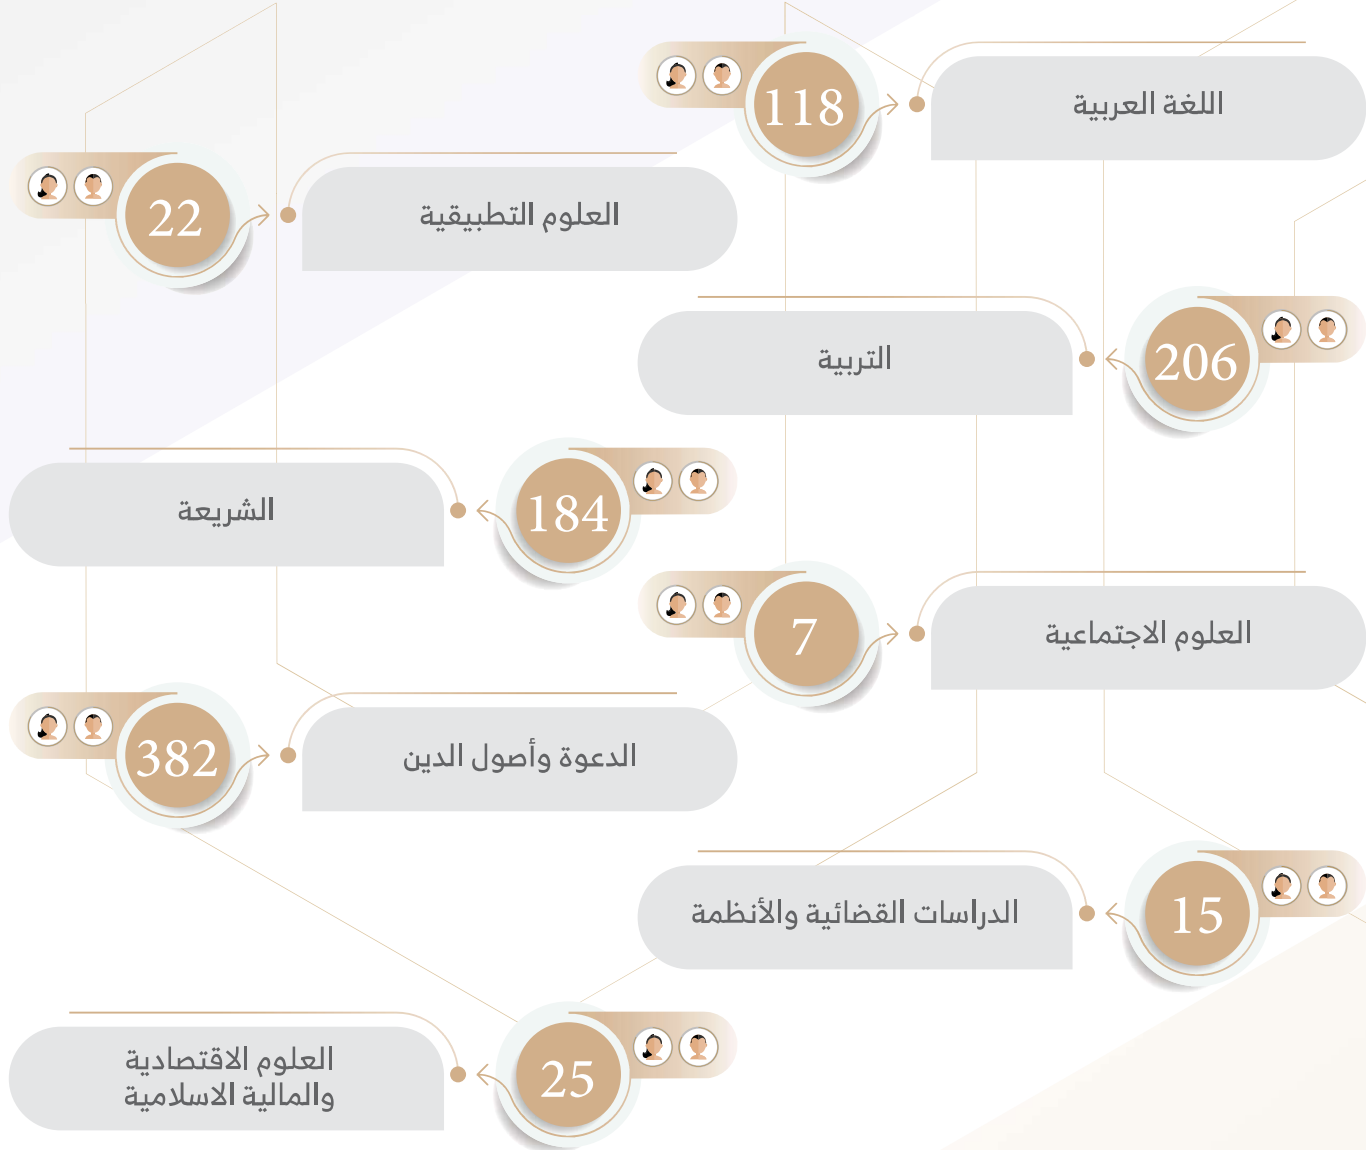 اللغة العربية
118
العلوم التطبيقية
22
206
التربية
184
الشريعة
العلوم الاجتماعية
7
الدعوة وأصول الدين
382
15
الدراسات القضائية والأنظمة
25
العلوم الاقتصادية
والمالية الاسلامية